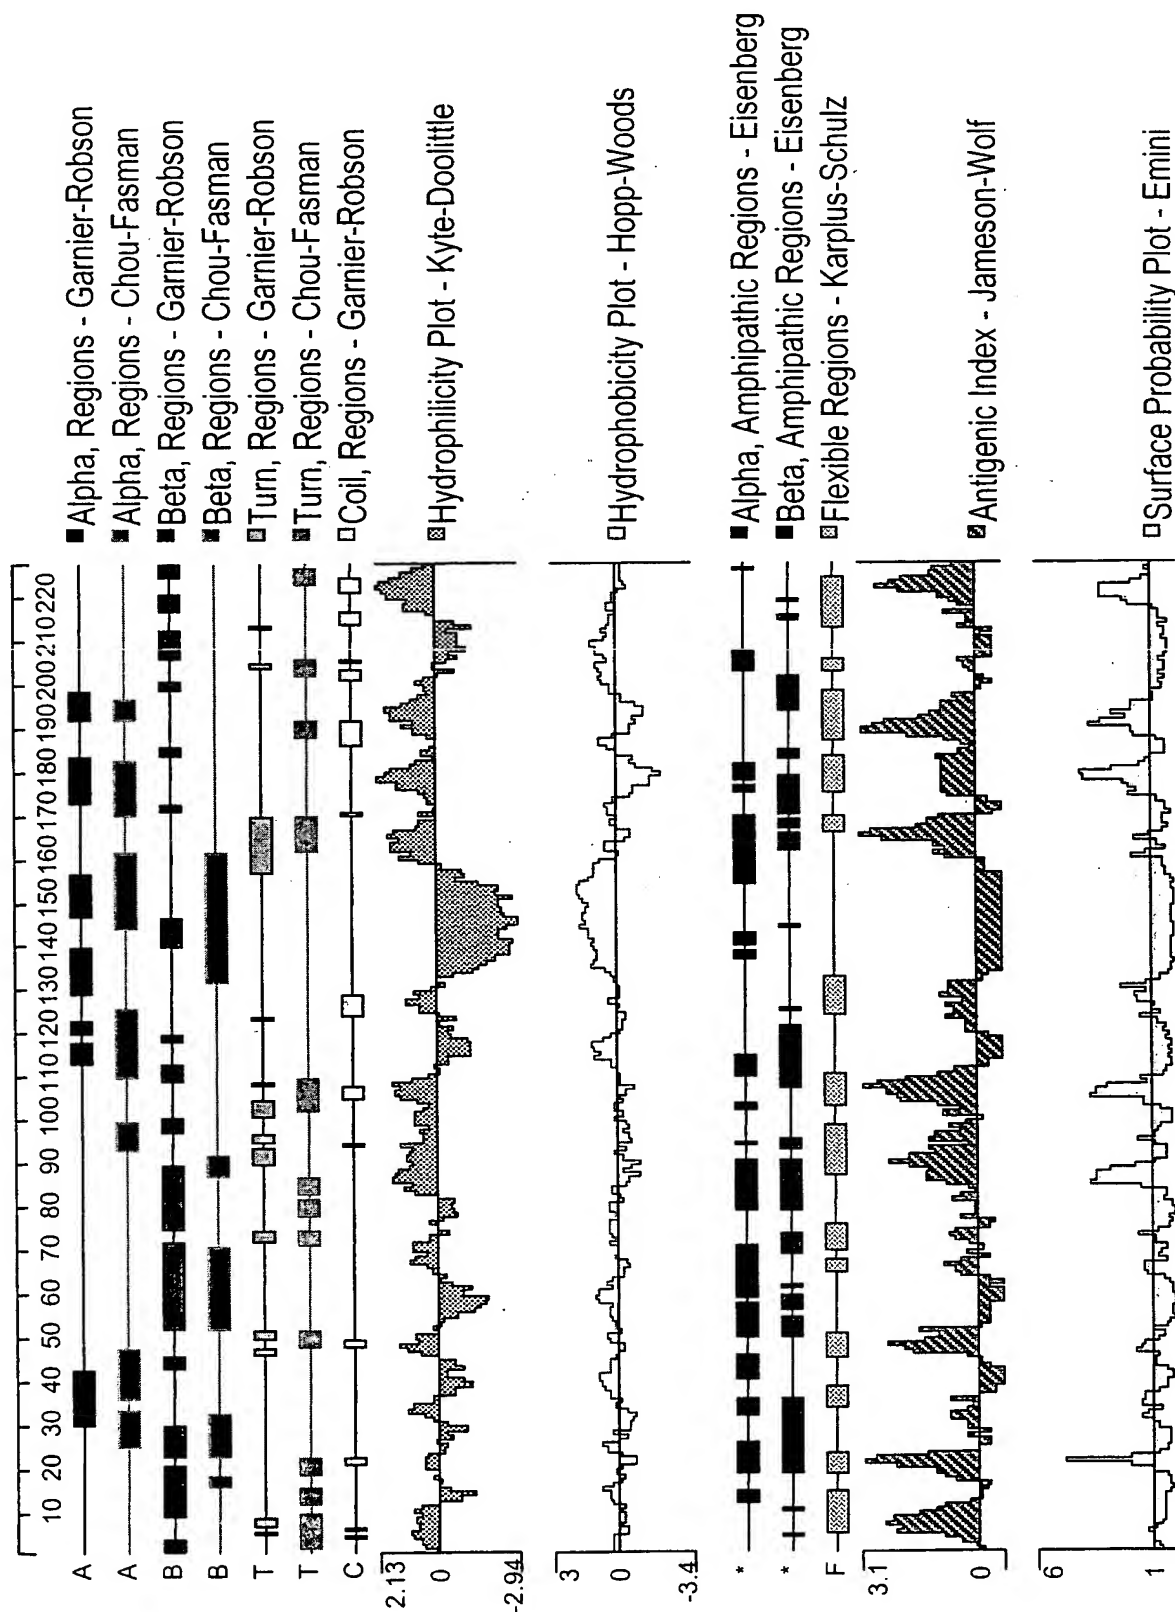 10 20 30 40 50 60 70 80 90 100 110 120 130 140 150 160 170 180 190 200 210 220
A ■Alpha, Regions - Garnier-Robson
A ■Alpha, Regions - Chou-Fasman
B ■Beta, Regions - Garnier-Robson
B ■Beta, Regions - Chou-Fasman
T Turn, Regions - Garnier-Robson
T Turn, Regions - Chou-Fasman
C □Coil, Regions - Garnier-Robson
2.13
0
-2.94
Hydrophilicity Plot - Kyte-Doolittle
3
0
-3.4
□Hydrophobicity Plot - Hopp-Woods
* ■Alpha, Amphipathic Regions - Eisenberg
* ■Beta, Amphipathic Regions - Eisenberg
F Flexible Regions - Karplus-Schulz
3.1
0
Antigenic Index - Jameson-Wolf
6
1
□Surface Probability Plot - Emini